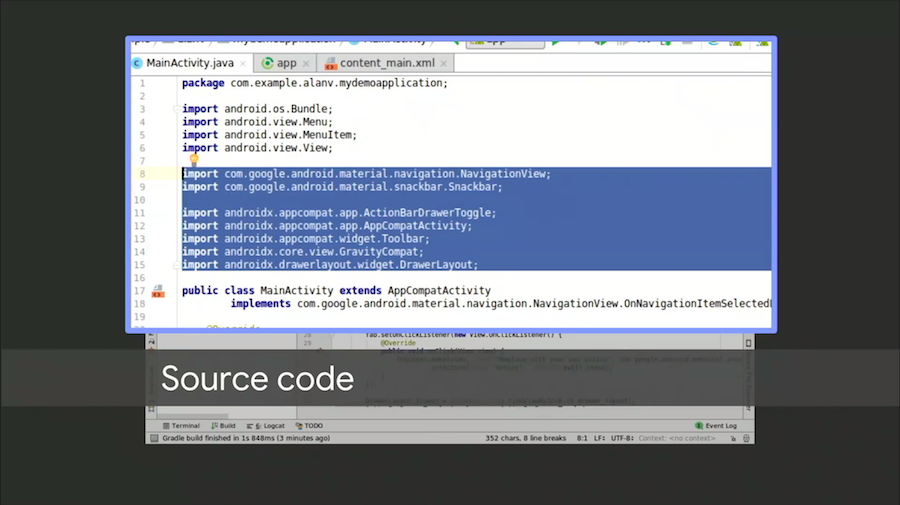 MainActivity.java app content_main.xml
1 package com.example.alanv.mydemoapplication;
2
3 import android.os.Bundle;
4 import android.view.Menu;
5 import android.view.MenuItem;
6 import android.view.View;
7
8 import com.google.android.material.navigation.NavigationView;
9 import com.google.android.material.snackbar.Snackbar;
10
11 import androidx.appcompat.app.ActionBarDrawerToggle;
12 import androidx.appcompat.app.AppCompatActivity;
13 import androidx.appcompat.widget.Toolbar;
14 import androidx.core.view.GravityCompat;
15 import androidx.drawerlayout.widget.DrawerLayout;
16
17 public class MainActivity extends AppCompatActivity
18 implements com.google.android.material.navigation.NavigationView.OnNavigationItemSelected
19
@Override
Source code
Terminal Build 6: Logcat TODO Event Log
Gradle build finished in 1s 848ms (3 minutes ago) 352 chars, 8 line breaks 8:1 LF÷ UTF-8÷ Context: <no context>